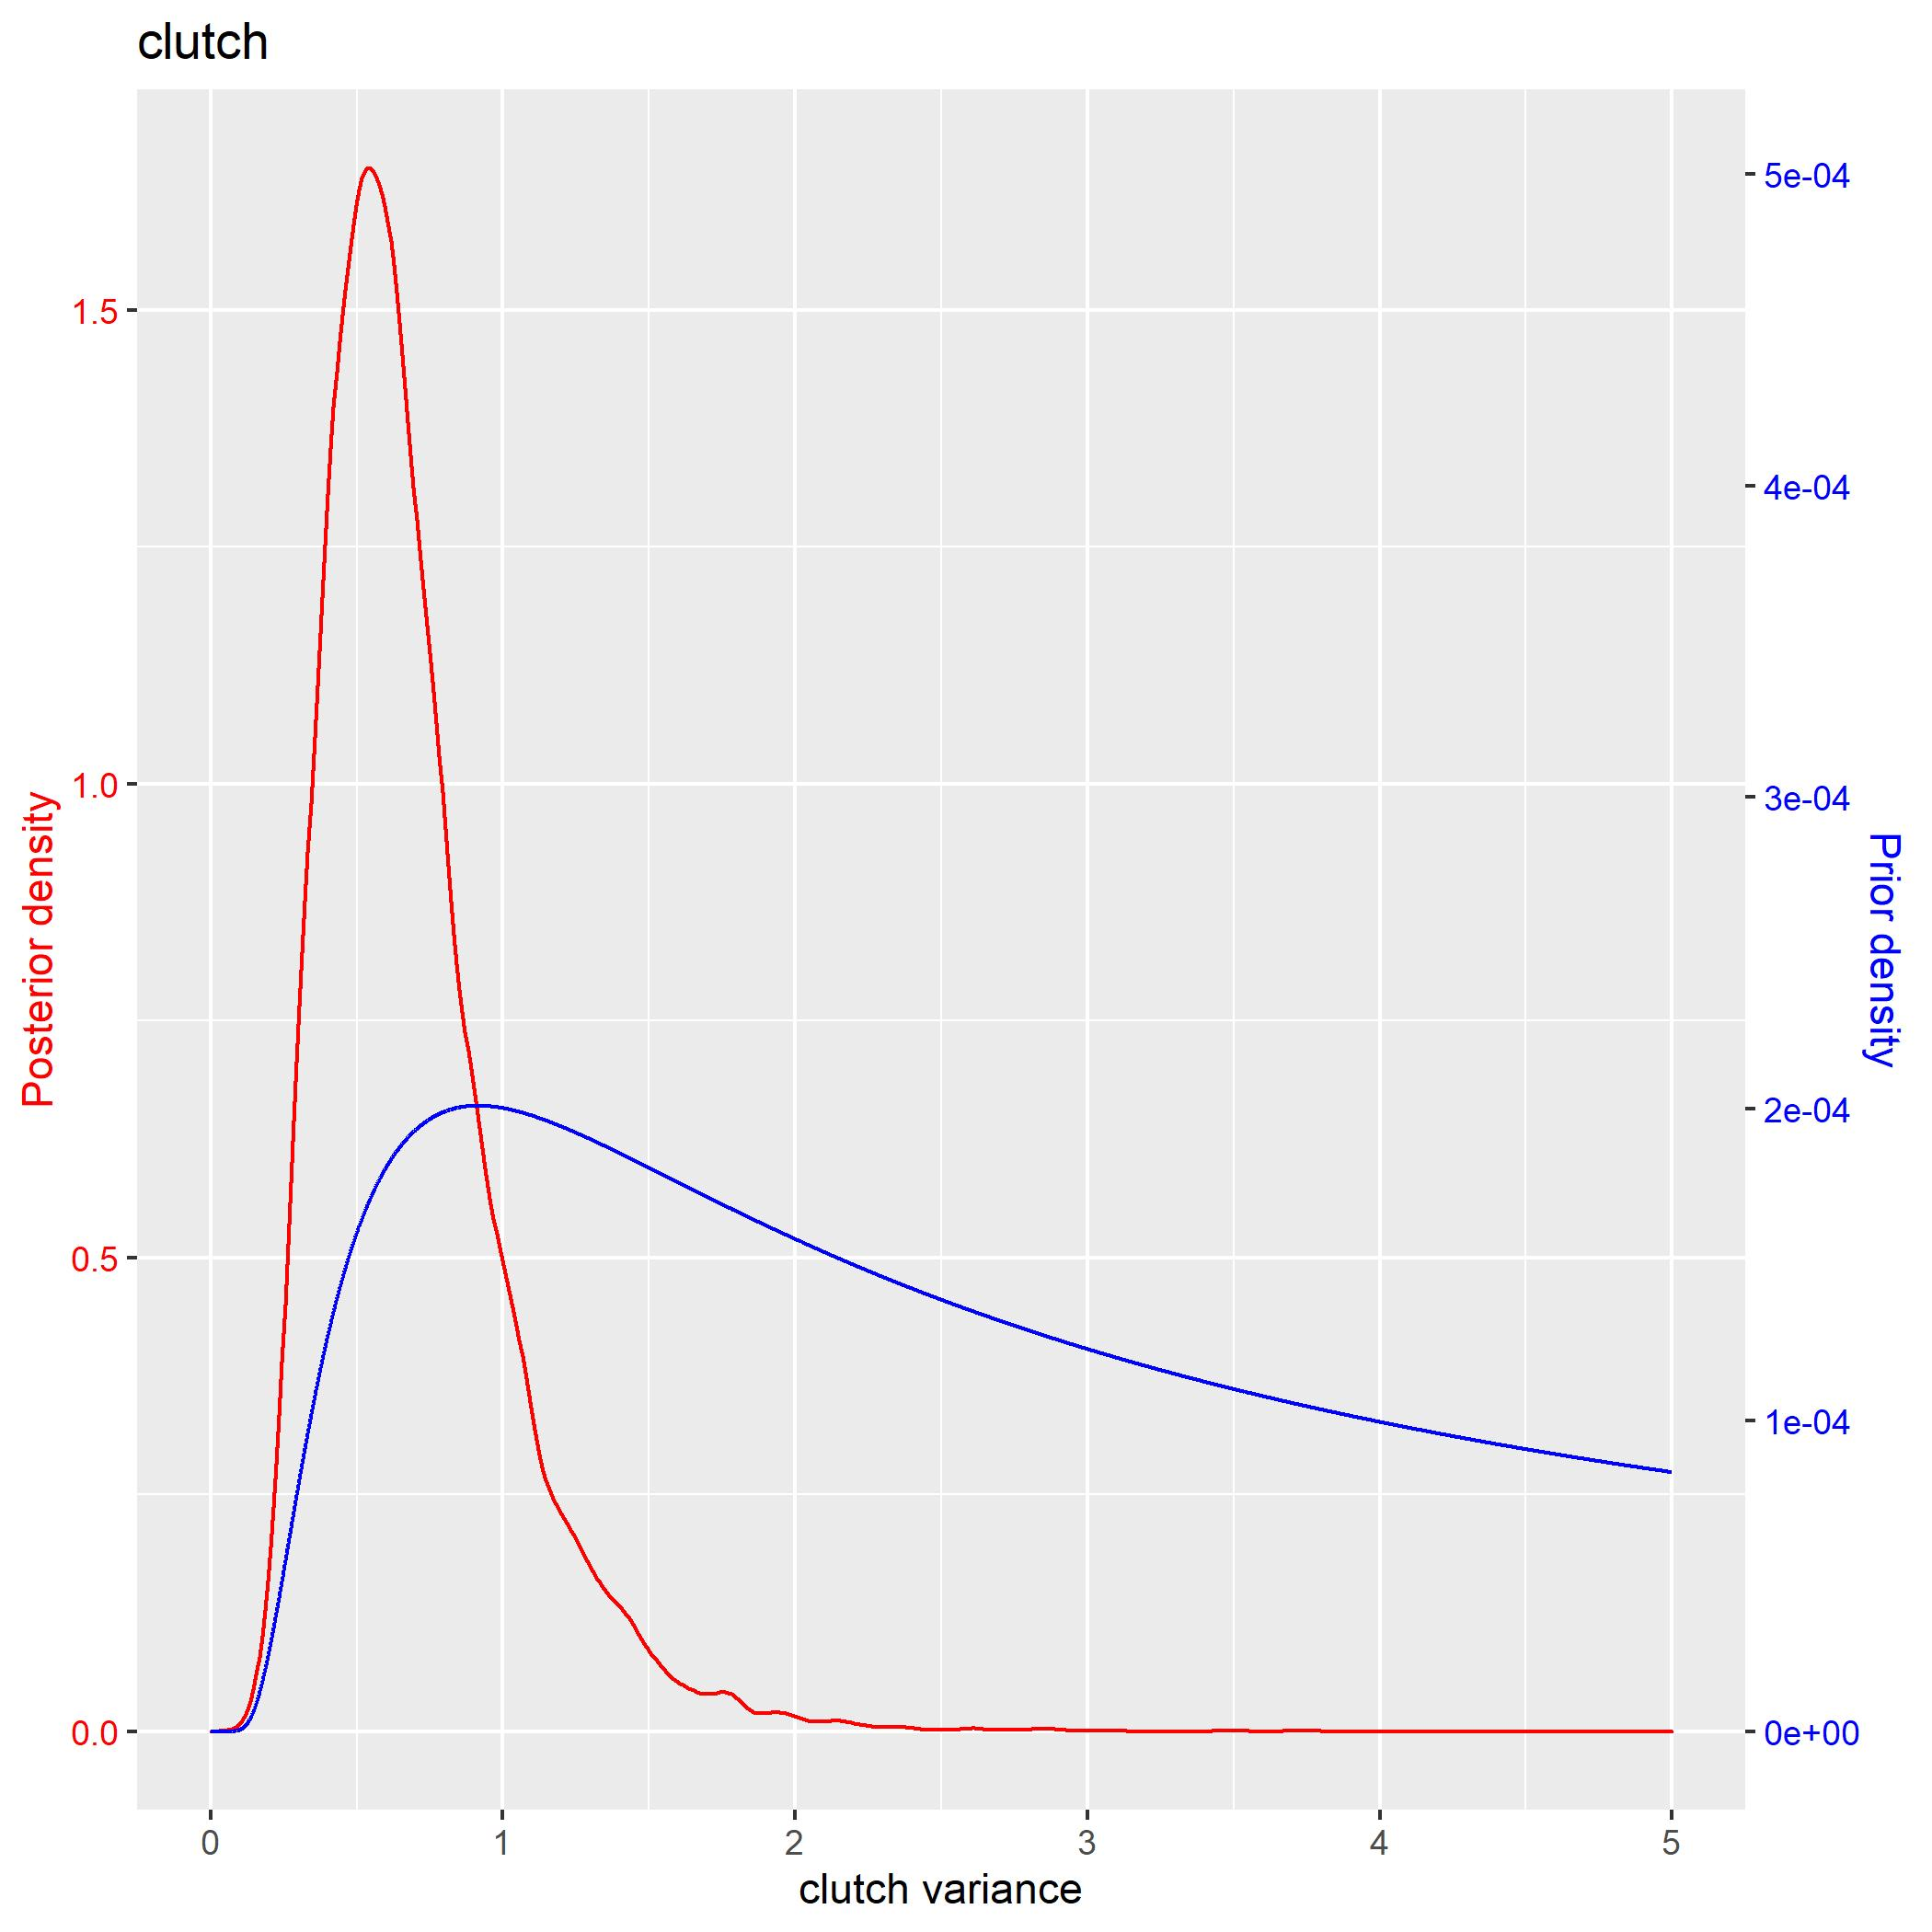 clutch
Posterior density
1.5
1.0
0.5
0.0
5e-04
4e-04
3e-04
2e-04
1e-04
0e+00
Prior density
0 1 2 3 4 5
clutch variance